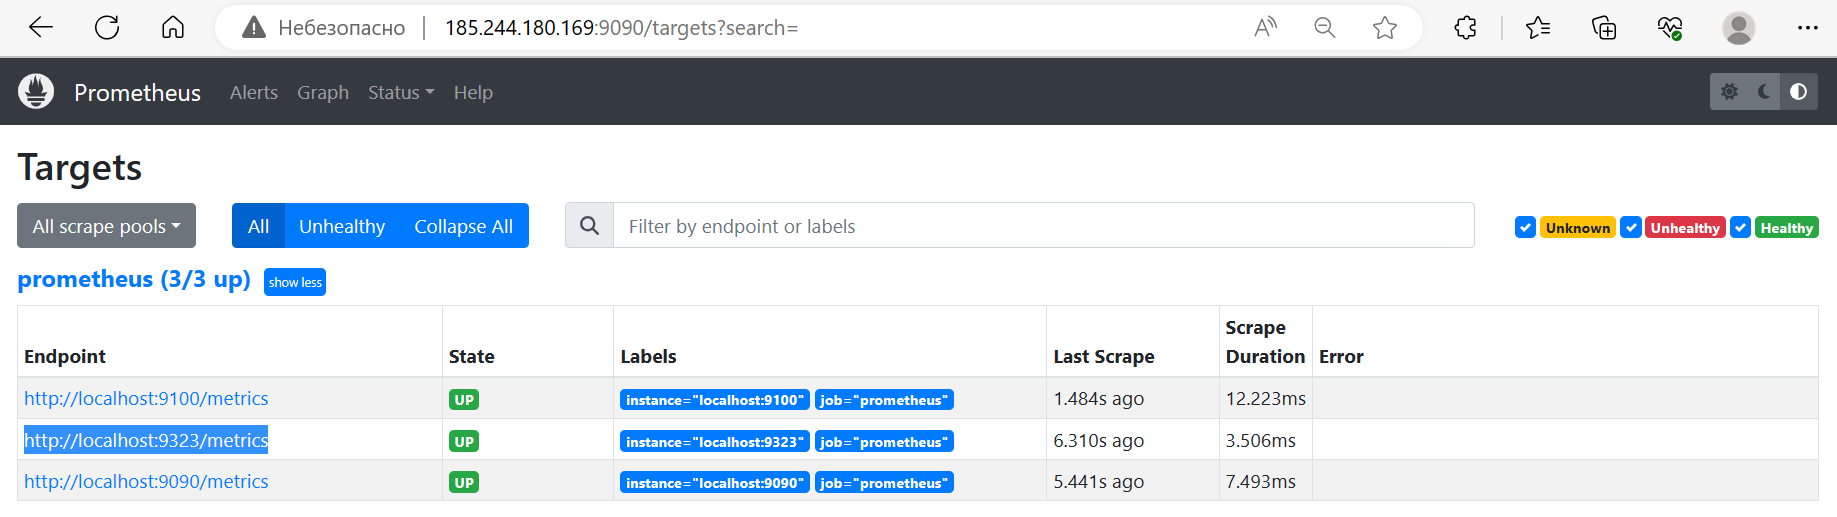 Небезопасно | 185.244.180.169:9090/targets?search=
Prometheus Alerts Graph Status Help
Targets
All scrape pools All Unhealthy Collapse All Filter by endpoint or labels Unknown Unhealthy Healthy
prometheus (3/3 up) show less
Endpoint State Labels Last Scrape Scrape Duration Error
http://localhost:9100/metrics UP instance="localhost:9100" job="prometheus" 1.484s ago 12.223ms
http://localhost:9323/metrics UP instance="localhost:9323" job="prometheus" 6.310s ago 3.506ms
http://localhost:9090/metrics UP instance="localhost:9090" job="prometheus" 5.441s ago 7.493ms